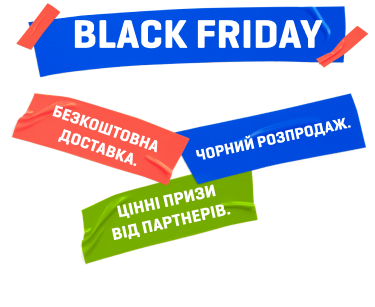 BLACK FRIDAY
БЕЗКОШТОВНА
ДОСТАВКА.
ЧОРНИЙ РОЗПРОДАЖ.
ЦІННІ ПРИЗИ
ВІД ПАРТНЕРІВ.